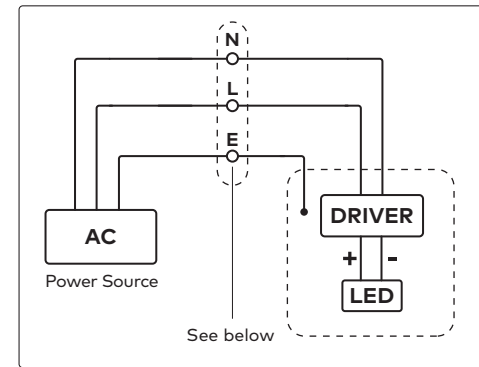 N
L
E
AC
DRIVER
Power Source
+ -
LED
See below